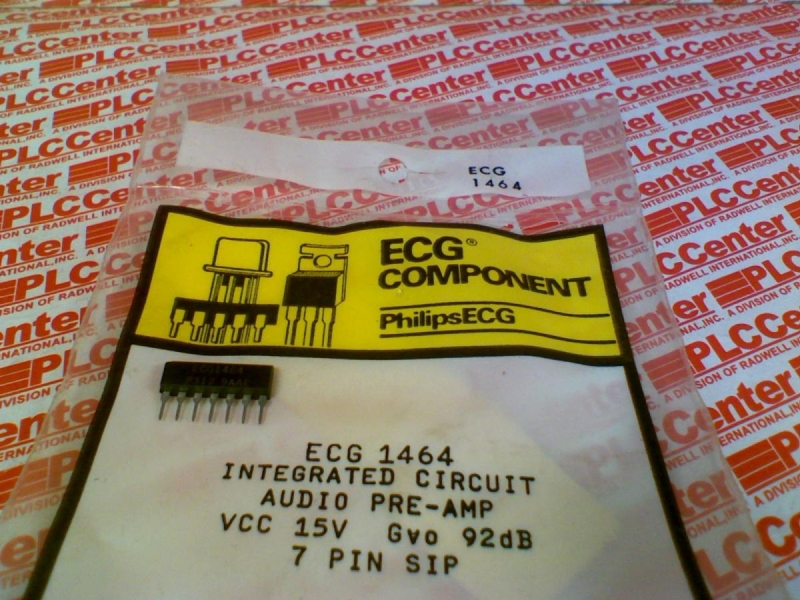 PLCCenter
A DIVISION OF RADWELL INTERNATIONAL, INC.
ECG
1464
ECG®
COMPONENT
PhilipsECG
ECG1464
ECG 1464
INTEGRATED CIRCUIT
AUDIO PRE-AMP
VCC 15V Gvo 92dB
7 PIN SIP